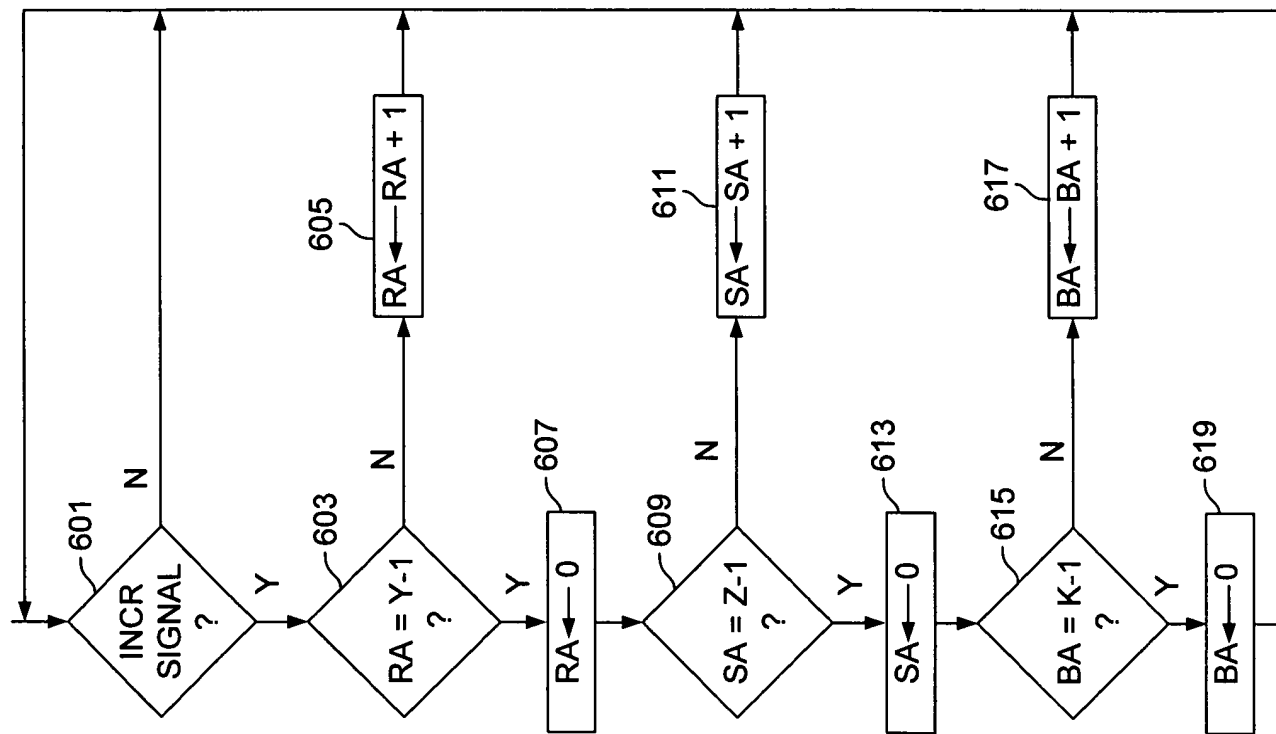 601
INCR
SIGNAL
?
N
Y
603
RA = Y-1
?
N
605
RA ← RA + 1
Y
607
RA ← 0
609
SA = Z-1
?
N
611
SA ← SA + 1
Y
613
SA ← 0
615
BA = K-1
?
N
617
BA ← BA + 1
Y
619
BA ← 0